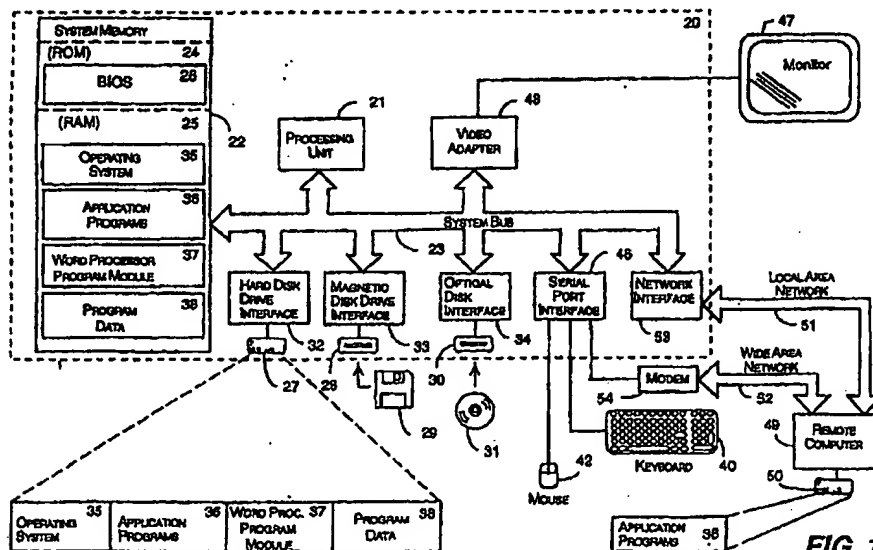 SYSTEM MEMORY
(ROM) 24
BIOS 26
(RAM) 25
OPERATING SYSTEM 35
APPLICATION PROGRAMS 36
WORD PROCESSOR PROGRAM MODULE 37
PROGRAM DATA 38
22
20
21
PROCESSING UNIT
48
VIDEO ADAPTER
47
Monitor
SYSTEM BUS
23
HARD DISK DRIVE INTERFACE
32
MAGNETIC DISK DRIVE INTERFACE
33
OPTICAL DISK INTERFACE
34
46
SERIAL PORT INTERFACE
NETWORK INTERFACE
53
LOCAL AREA NETWORK
51
WIDE AREA NETWORK
52
MODEM
54
27
28
29
30
31
42
MOUSE
KEYBOARD
40
49
REMOTE COMPUTER
50
OPERATING SYSTEM 35
APPLICATION PROGRAMS 36
WORD PROC. PROGRAM MODULE 37
PROGRAM DATA 38
APPLICATION PROGRAMS 36
FIG.